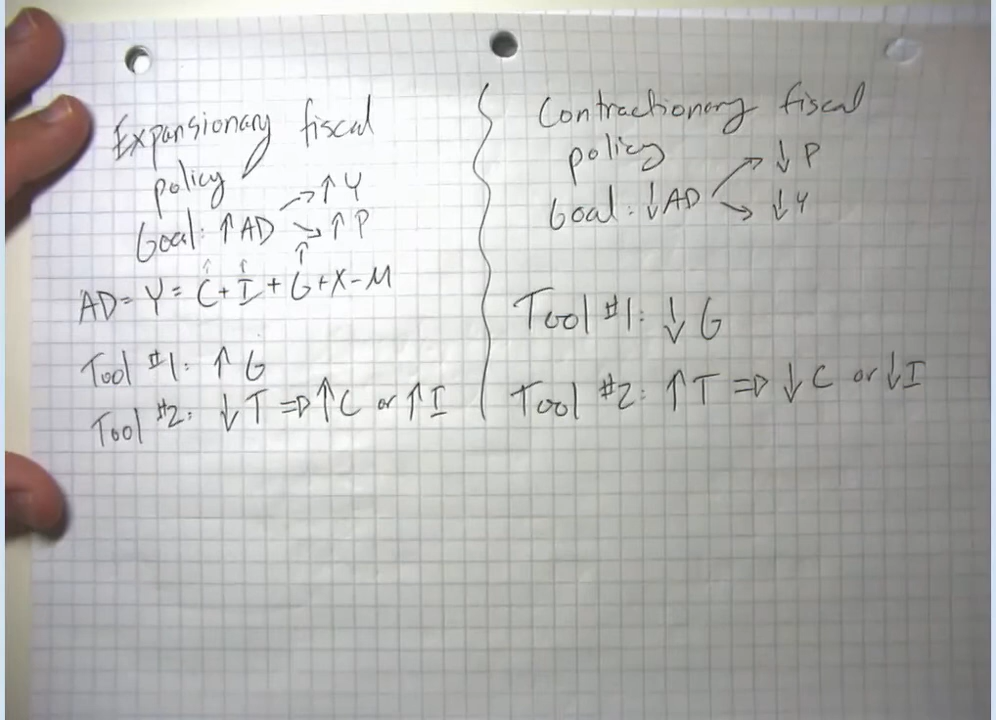 Expansionary fiscal
policy
Goal: ↑ AD → ↑ Y
→ ↑ P
AD = Y = C + I + G + X - M
↑ ↑ ↑
Tool #1: ↑ G
Tool #2: ↓ T ⇒ ↑ C or ↑ I
Contractionary fiscal
policy
Goal: ↓ AD → ↓ P
→ ↓ Y
Tool #1: ↓ G
Tool #2: ↑ T ⇒ ↓ C or ↓ I